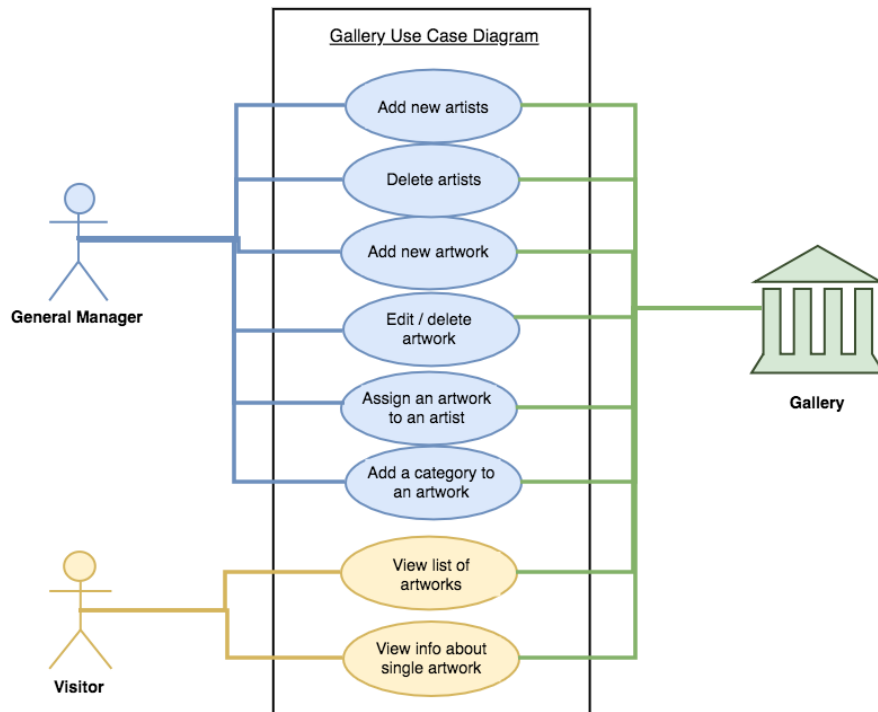 Gallery Use Case Diagram
Add new artists
Delete artists
Add new artwork
General Manager
Edit / delete
artwork
Gallery
Assign an artwork
to an artist
Add a category to
an artwork
View list of
artworks
View info about
single artwork
Visitor